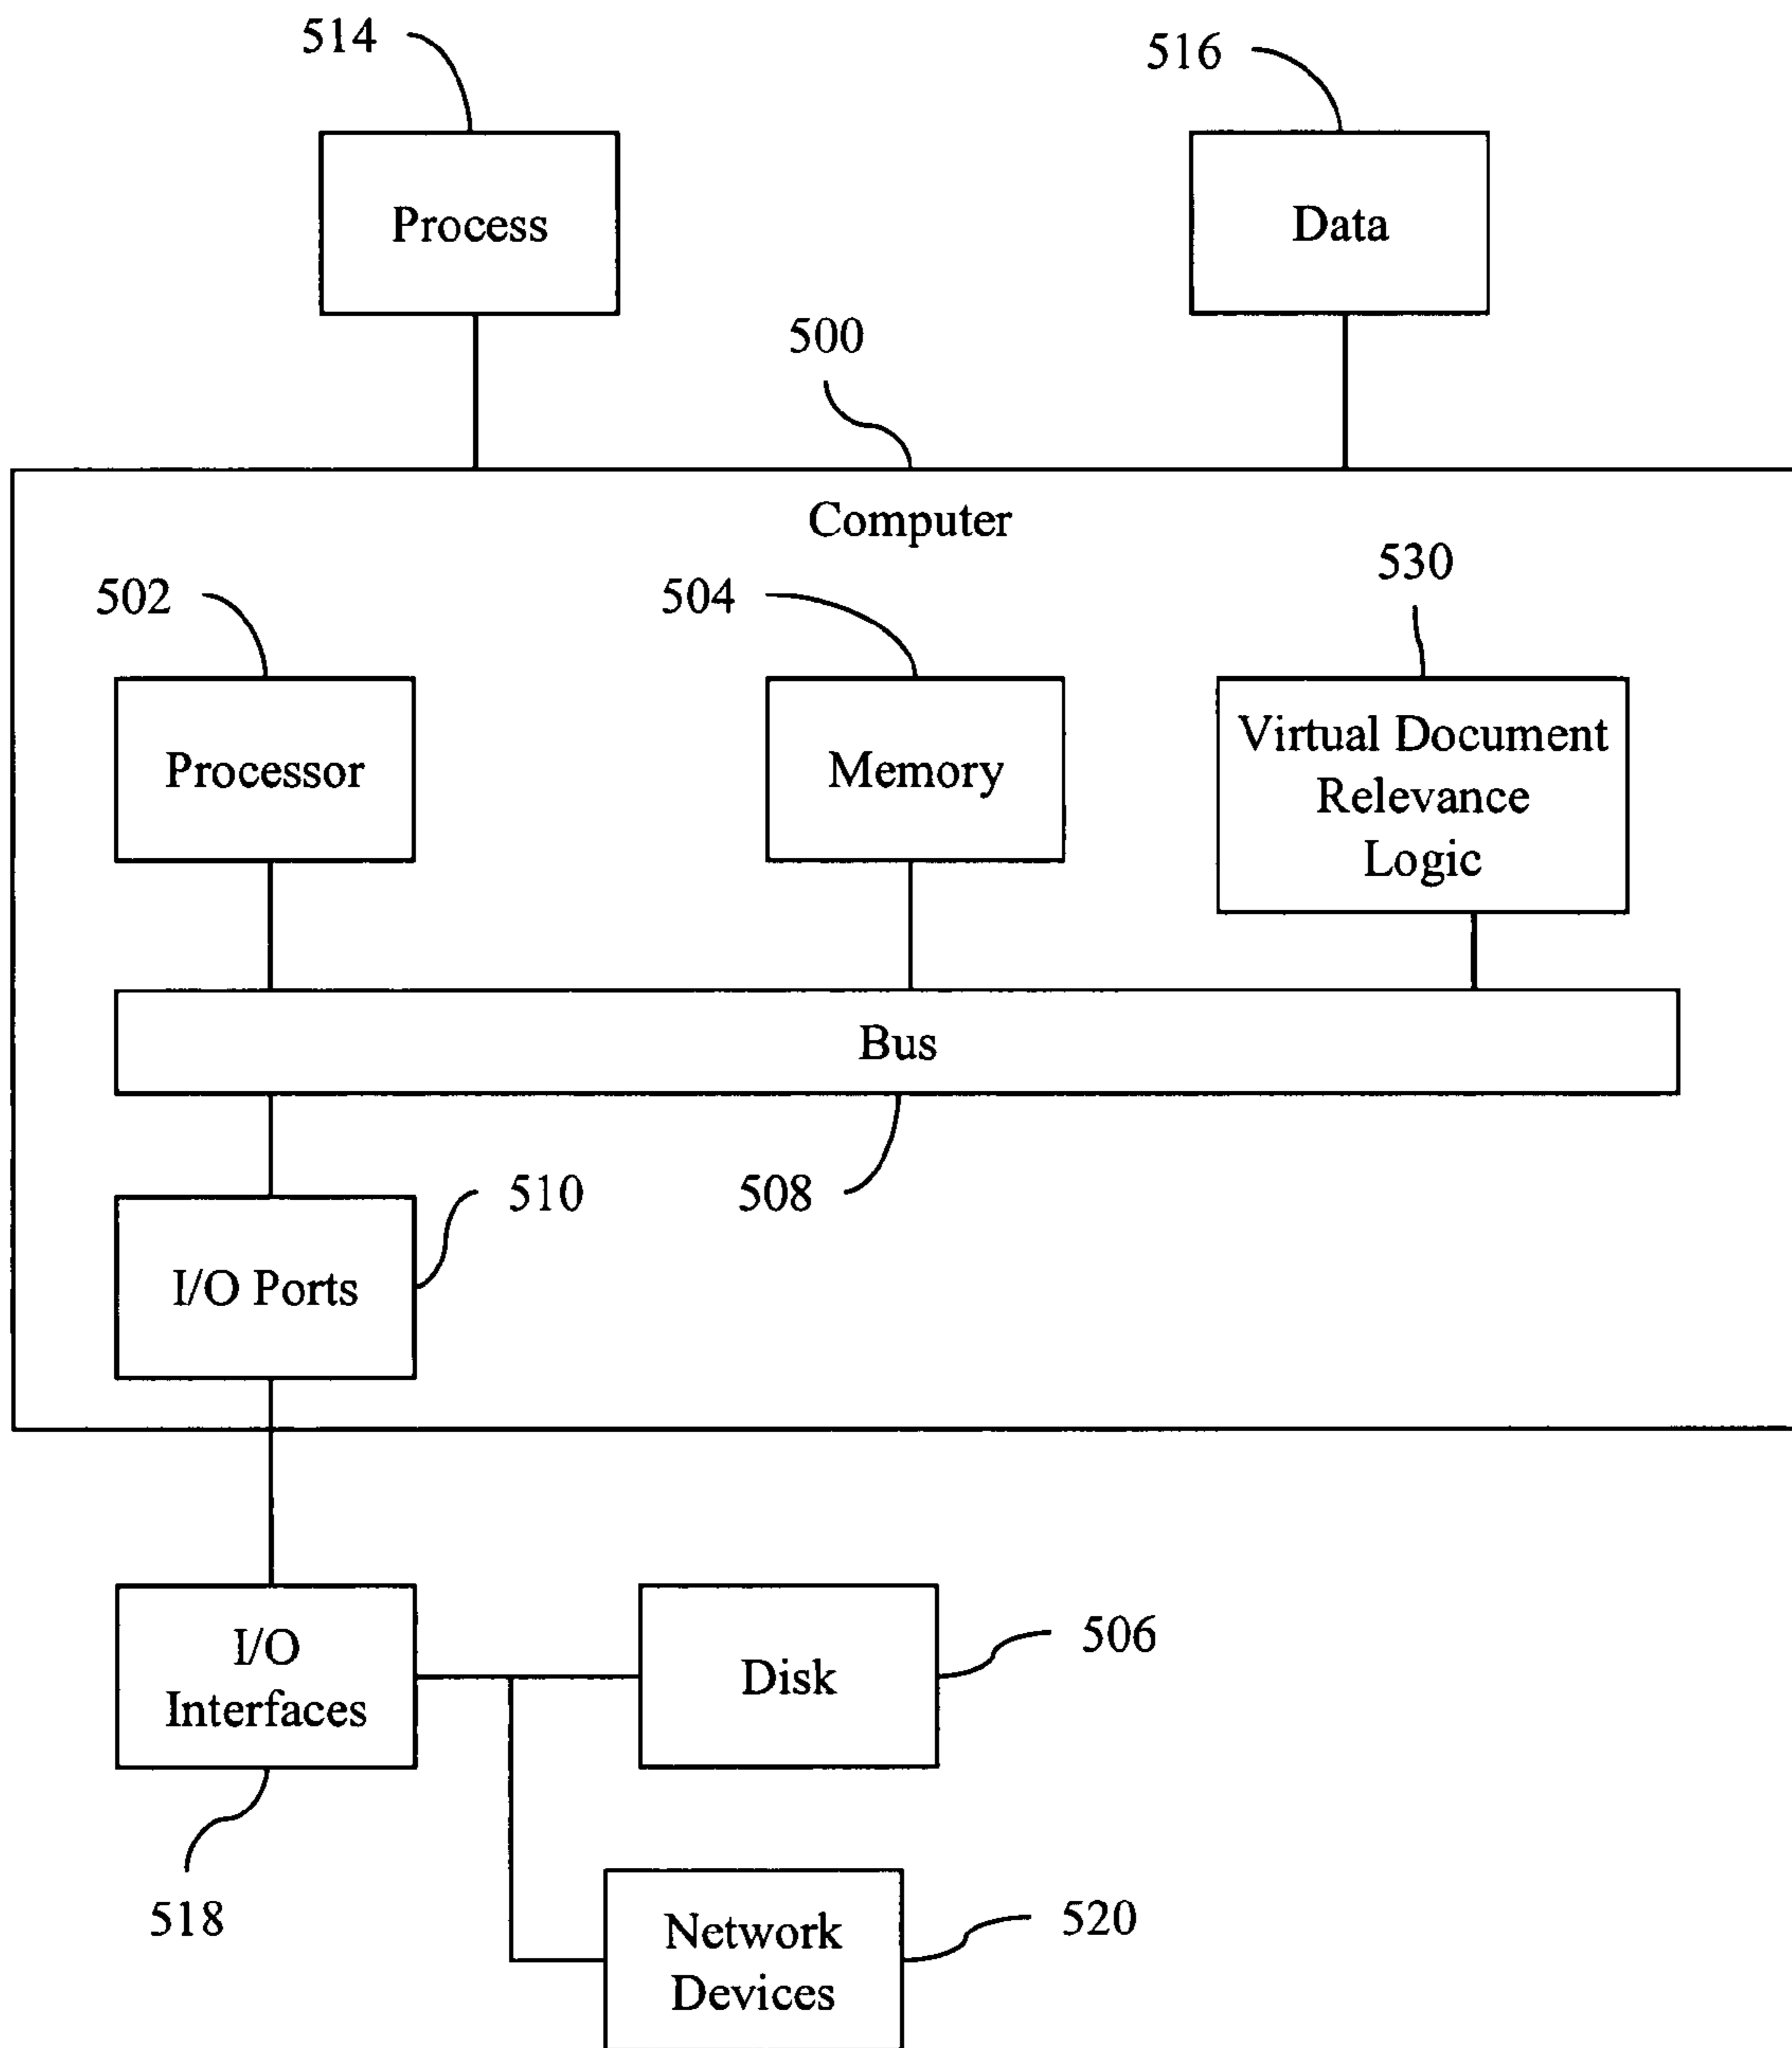 514
516
Process
Data
500
Computer
530
502
504
Processor
Memory
Virtual Document
Relevance
Logic
Bus
510
508
I/O Ports
I/O
Interfaces
Disk
506
518
Network
Devices
520